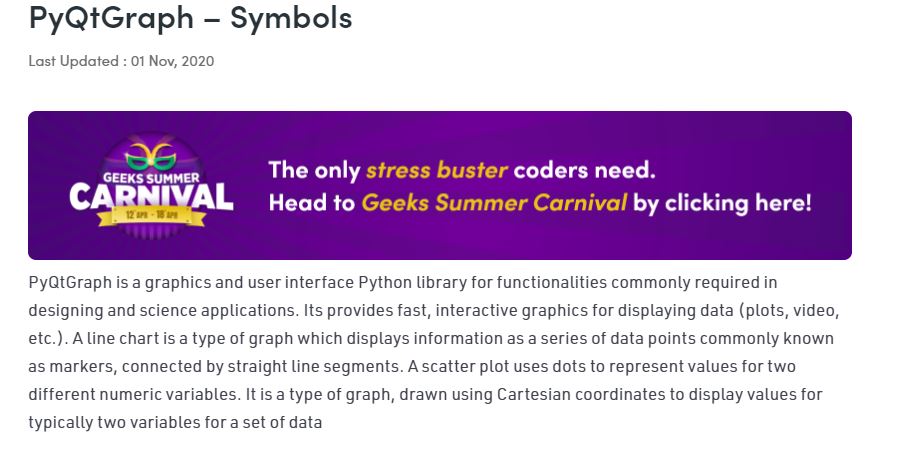 PyQtGraph – Symbols
Last Updated : 01 Nov, 2020
GEEKS SUMMER
CARNIVAL
12 APR - 18 APR
The only stress buster coders need.
Head to Geeks Summer Carnival by clicking here!
PyQtGraph is a graphics and user interface Python library for functionalities commonly required in
designing and science applications. Its provides fast, interactive graphics for displaying data (plots, video,
etc.). A line chart is a type of graph which displays information as a series of data points commonly known
as markers, connected by straight line segments. A scatter plot uses dots to represent values for two
different numeric variables. It is a type of graph, drawn using Cartesian coordinates to display values for
typically two variables for a set of data